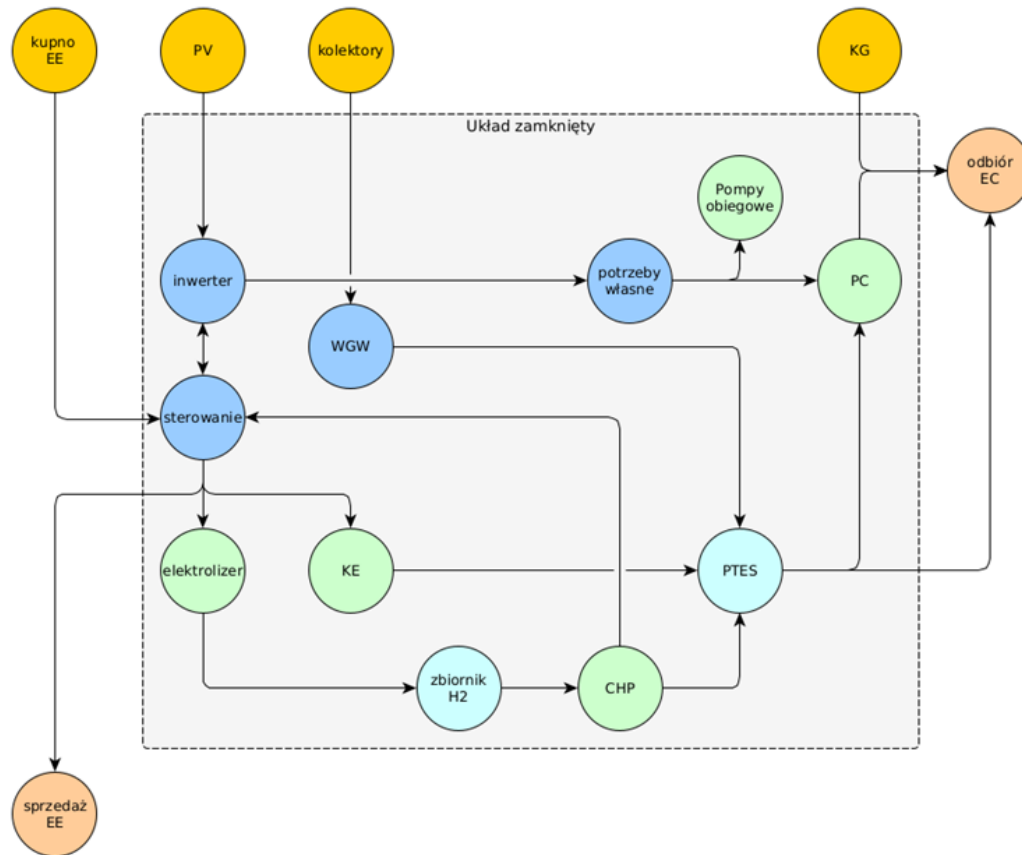 kupno
EE
PV
kolektory
KG
Układ zamknięty
odbiór
EC
Pompy
obiegowe
inwerter
potrzeby
własne
PC
WGW
sterowanie
elektrolizer
KE
PTES
zbiornik
H2
CHP
sprzedaż
EE